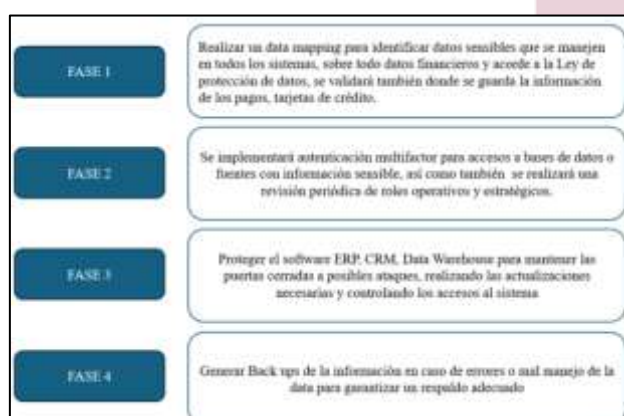 FASE 1
Realizar un data mapping para identificar datos sensibles que se manejen
en todos los sistemas, sobre todo datos financieros y acorde a la Ley de
protección de datos, se validará también donde se guarda la información
de los pagos, tarjetas de crédito.
FASE 2
Se implementará autenticación multifactor para accesos a bases de datos o
fuentes con información sensible, así como también se realizará una
revisión periódica de roles operativos y estratégicos.
FASE 3
Proteger el software ERP, CRM, Data Warehouse para mantener las
puertas cerradas a posibles ataques, realizando las actualizaciones
necesarias y controlando los accesos al sistema
FASE 4
Generar Back ups de la información en caso de errores o mal manejo de la
data para garantizar un respaldo adecuado